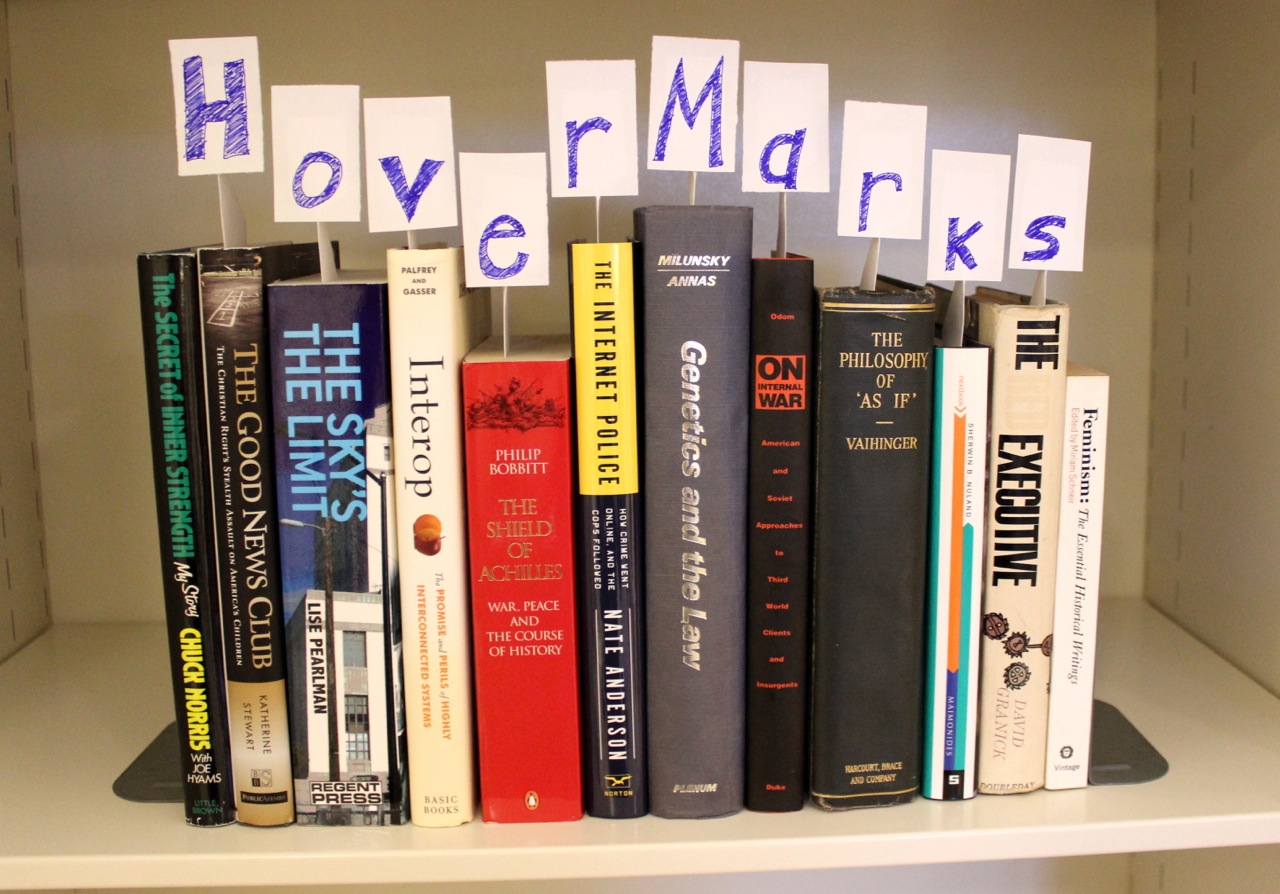 HoverMarks
The SECRET of INNER STRENGTH My Story CHUCK NORRIS With JOE HYAMS
LITTLE, BROWN
THE GOOD NEWS CLUB
THE CHRISTIAN RIGHT'S STEALTH ASSAULT ON AMERICA'S CHILDREN
KATHERINE
STEWART
PUBLICAFFAIRS
THE SKY'S
THE LIMIT
LISE PEARLMAN
REGENT
PRESS
PALFREY
AND
GASSER
Interop
The PROMISE and PERILS of HIGHLY
INTERCONNECTED SYSTEMS
BASIC
BOOKS
PHILIP
BOBBITT
THE
SHIELD
OF
ACHILLES
WAR, PEACE
AND
THE COURSE
OF HISTORY
THE INTERNET POLICE
HOW CRIME WENT
ONLINE, AND THE
COPS FOLLOWED
NATE ANDERSON
NORTON
MILUNSKY
ANNAS
Genetics and the Law
PLENUM
Odom
ON
INTERNAL
WAR
American
and
Soviet
Approaches
to
Third
World
Clients
and
Insurgents
Duke
THE
PHILOSOPHY
OF
'AS IF'
VAIHINGER
HARCOURT, BRACE
AND COMPANY
nextbook
SHERWIN B. NULAND
MAIMONIDES
S
THE EXECUTIVE
DAVID
GRANICK
DOUBLEDAY
Feminism: The Essential Historical Writings
Edited by Miriam Schneir
Vintage